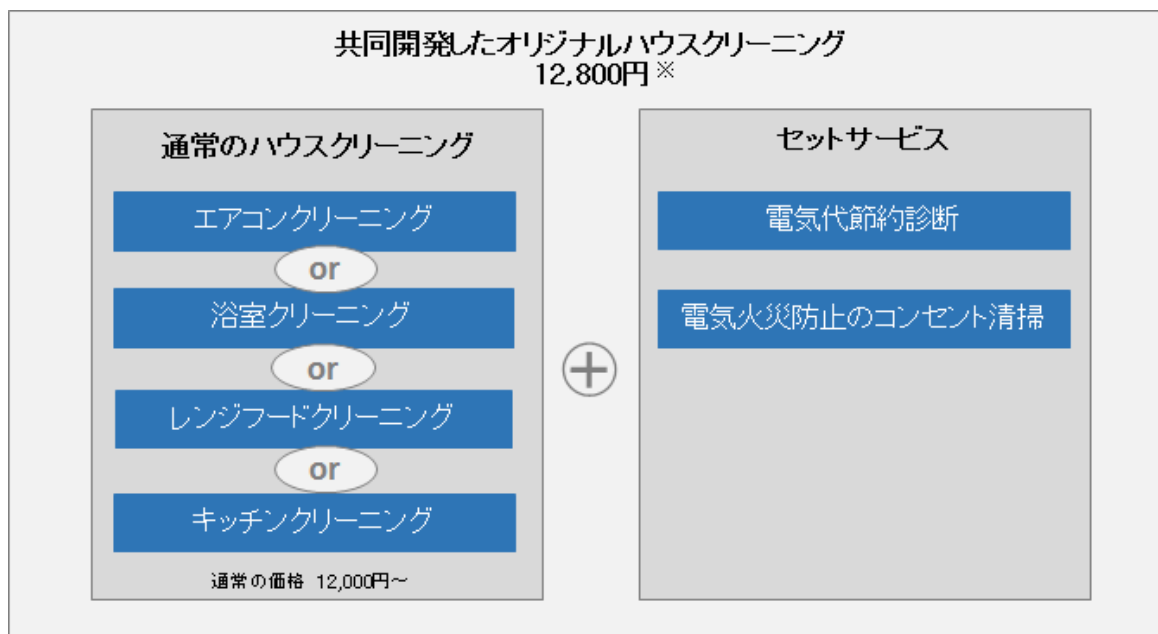 共同開発したオリジナルハウスクリーニング
12,800円※
通常のハウスクリーニング
エアコンクリーニング
or
浴室クリーニング
or
レンジフードクリーニング
or
キッチンクリーニング
通常の価格 12,000円～
+
セットサービス
電気代節約診断
電気火災防止のコンセント清掃